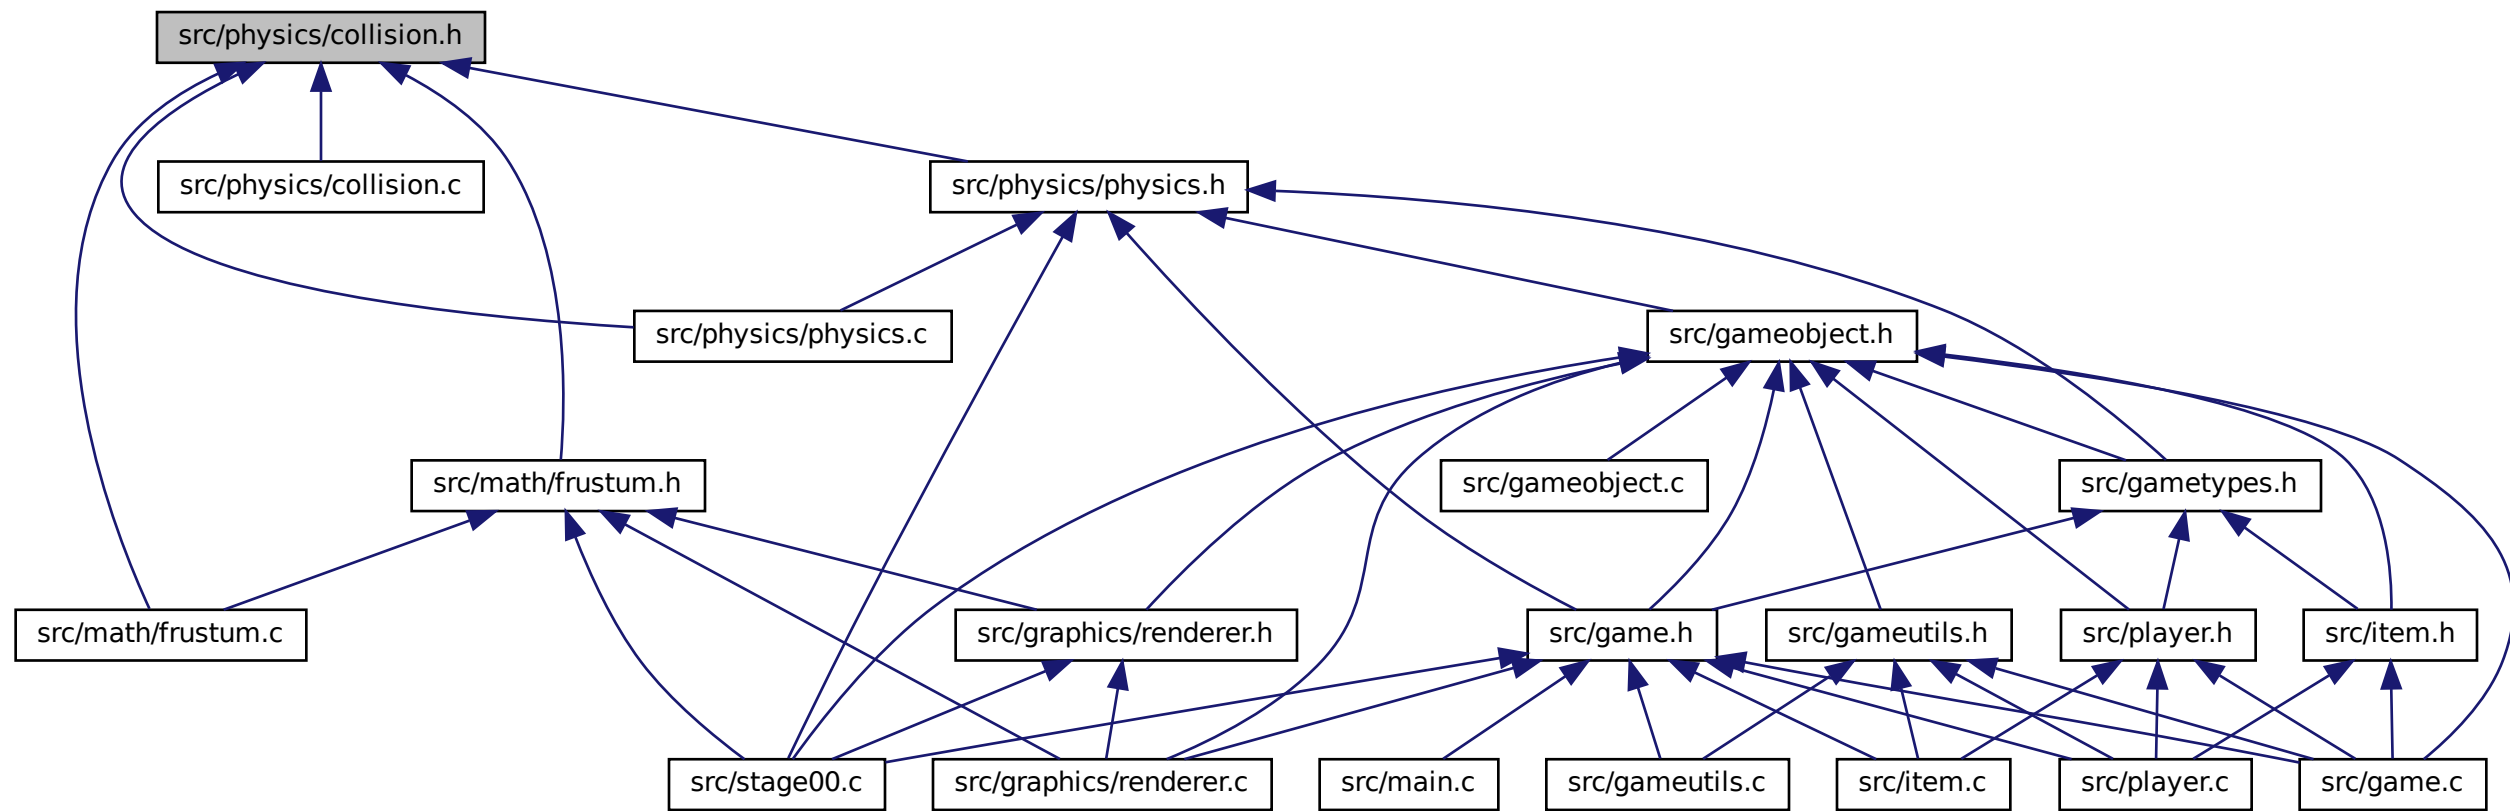 src/physics/collision.h
src/physics/collision.c
src/physics/physics.h
src/physics/physics.c
src/gameobject.h
src/math/frustum.h
src/gameobject.c
src/gametypes.h
src/math/frustum.c
src/graphics/renderer.h
src/game.h
src/gameutils.h
src/player.h
src/item.h
src/stage00.c
src/graphics/renderer.c
src/main.c
src/gameutils.c
src/item.c
src/player.c
src/game.c